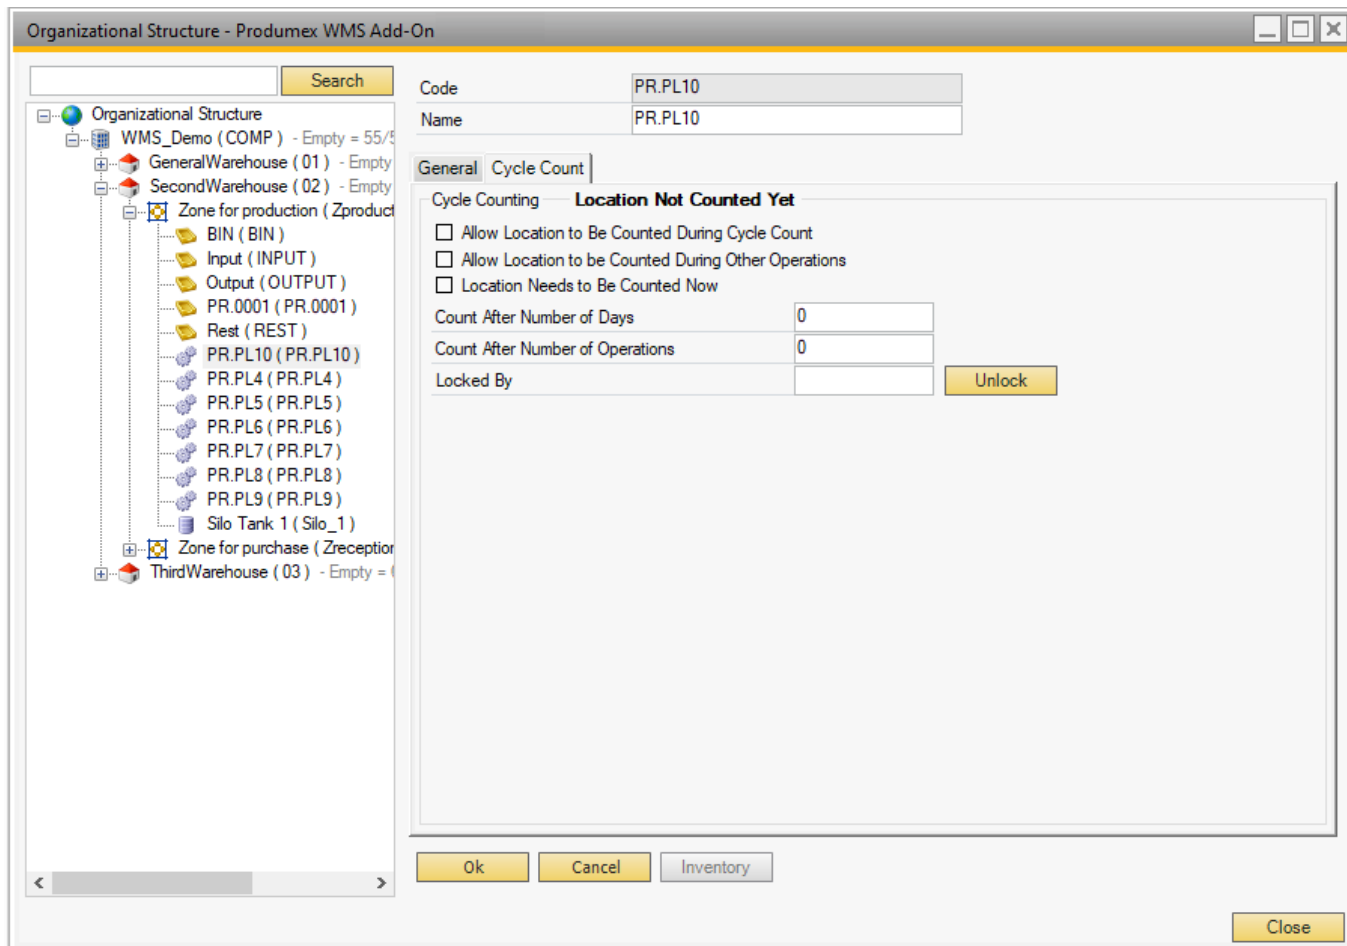 Organizational Structure - Produmex WMS Add-On
Search
Organizational Structure
WMS_Demo ( COMP ) - Empty = 55/5
GeneralWarehouse ( 01 ) - Empty
SecondWarehouse ( 02 ) - Empty
Zone for production ( Zproduct
BIN ( BIN )
Input ( INPUT )
Output ( OUTPUT )
PR.0001 ( PR.0001 )
Rest ( REST )
PR.PL10 ( PR.PL10 )
PR.PL4 ( PR.PL4 )
PR.PL5 ( PR.PL5 )
PR.PL6 ( PR.PL6 )
PR.PL7 ( PR.PL7 )
PR.PL8 ( PR.PL8 )
PR.PL9 ( PR.PL9 )
Silo Tank 1 ( Silo_1 )
Zone for purchase ( Zreception
ThirdWarehouse ( 03 ) - Empty =
Code PR.PL10
Name PR.PL10
General Cycle Count
Cycle Counting Location Not Counted Yet
Allow Location to Be Counted During Cycle Count
Allow Location to be Counted During Other Operations
Location Needs to Be Counted Now
Count After Number of Days 0
Count After Number of Operations 0
Locked By Unlock
Ok Cancel Inventory
Close